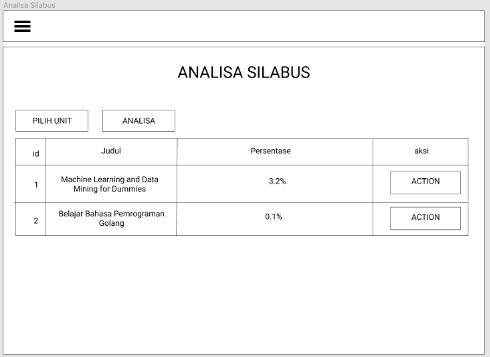 Analisa Silabus
ANALISA SILABUS
PILIH UNIT
ANALISA
id
Judul
Persentase
aksi
1
Machine Learning and Data
Mining for Dummies
3.2%
ACTION
2
Belajar Bahasa Pemrograman
Golang
0.1%
ACTION